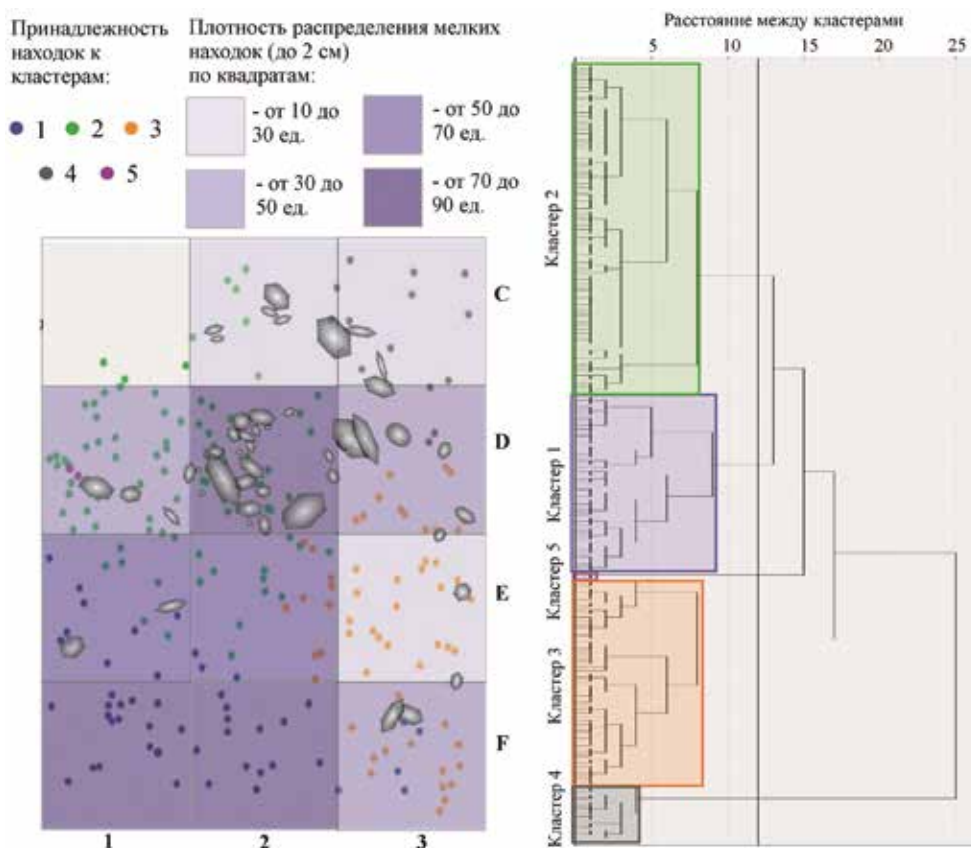 Принадлежность
находок к
кластерам:
1 2 3
4 5
Плотность распределения мелких
находок (до 2 см)
по квадратам:
- от 10 до
30 ед.
- от 50 до
70 ед.
- от 30 до
50 ед.
- от 70 до
90 ед.
C
D
E
F
1 2 3
Расстояние между кластерами
5 10 15 20 25
Кластер 2
Кластер 1
Кластер 5
Кластер 3
Кластер 4